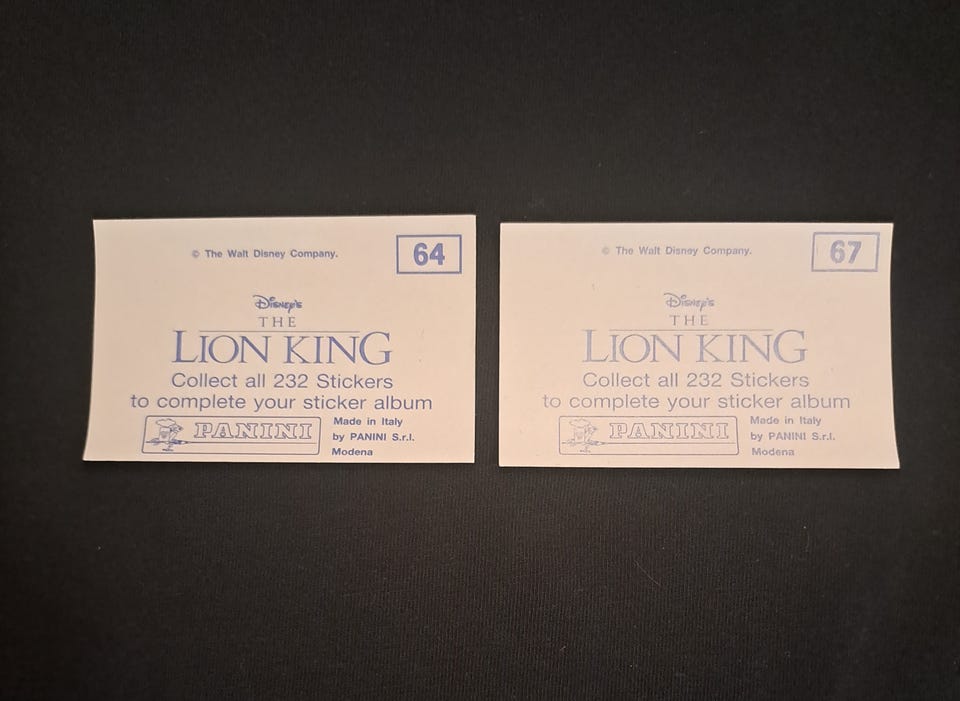 © The Walt Disney Company.
64
Disney's
THE
LION KING
Collect all 232 Stickers
to complete your sticker album
PANINI
Made in Italy
by PANINI S.r.l.
Modena
© The Walt Disney Company.
67
Disney's
THE
LION KING
Collect all 232 Stickers
to complete your sticker album
PANINI
Made in Italy
by PANINI S.r.l.
Modena